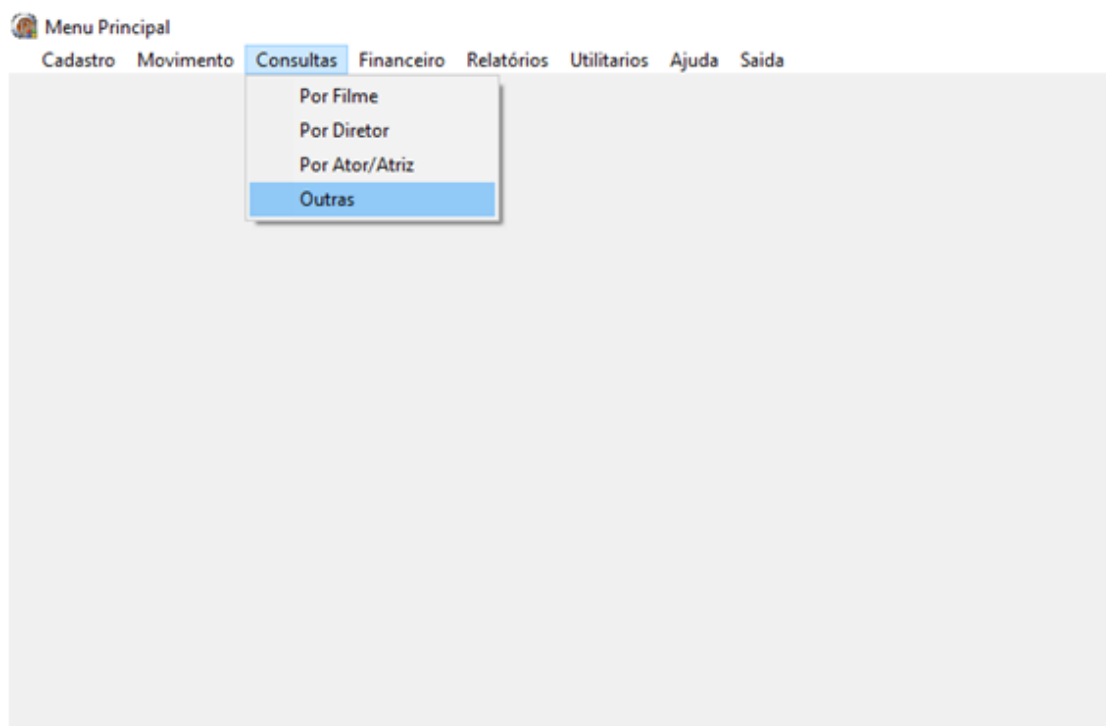 Menu Principal
Cadastro Movimento Consultas Financeiro Relatórios Utilitarios Ajuda Saida
Por Filme
Por Diretor
Por Ator/Atriz
Outras